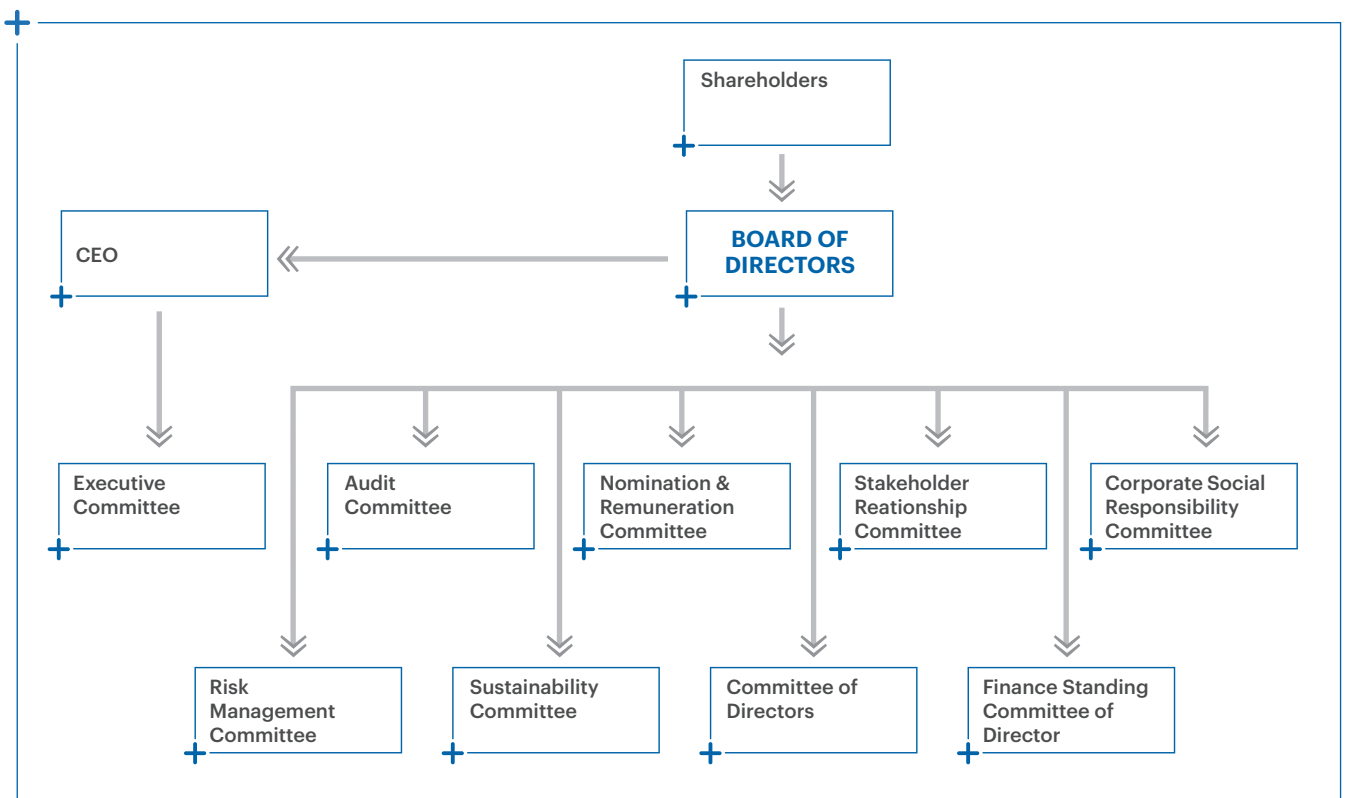 Shareholders
CEO
BOARD OF
DIRECTORS
Executive
Committee
Audit
Committee
Nomination &
Remuneration
Committee
Stakeholder
Reationship
Committee
Corporate Social
Responsibility
Committee
Risk
Management
Committee
Sustainability
Committee
Committee of
Directors
Finance Standing
Committee of
Director